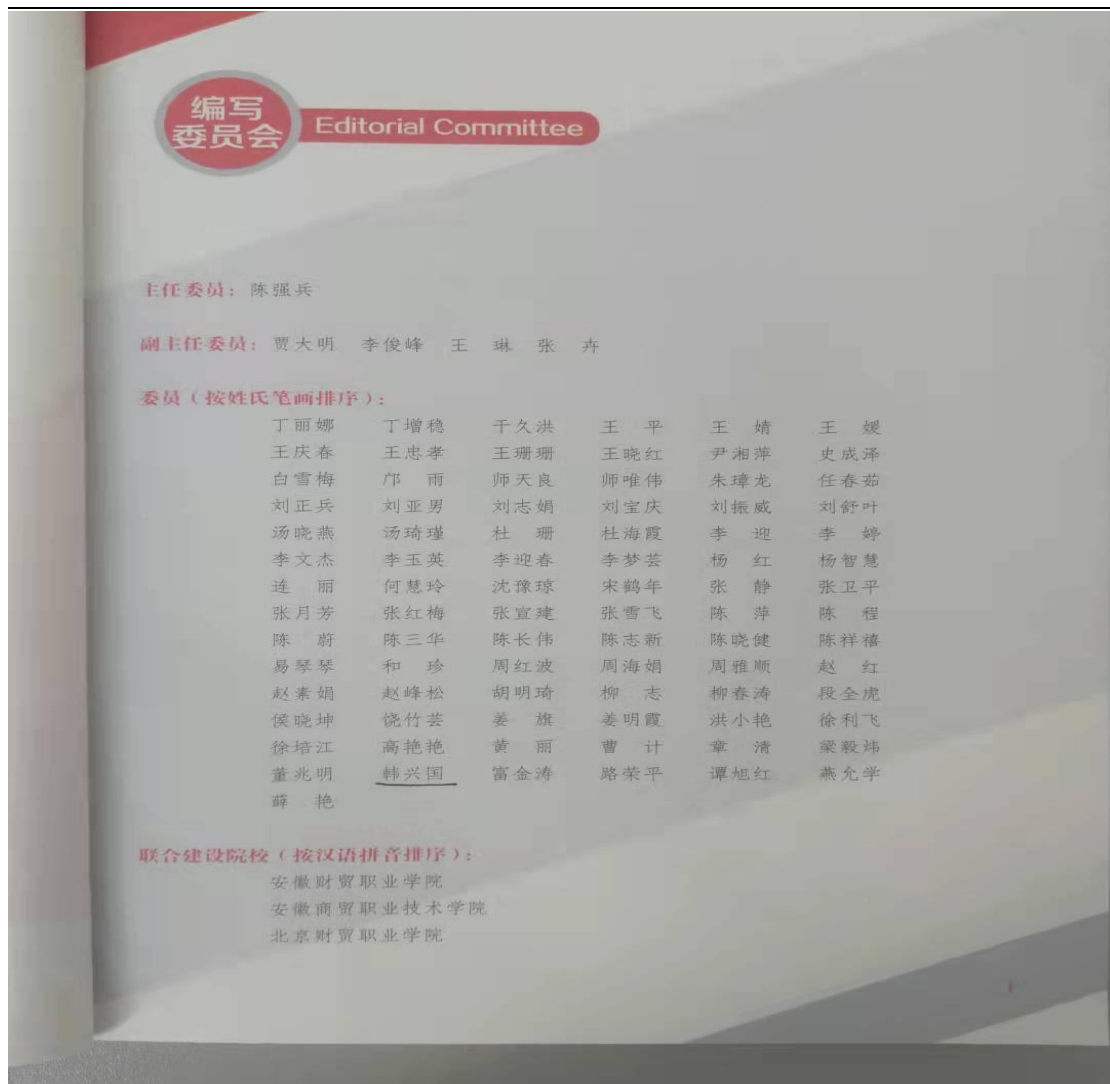 编写
委员会
Editorial Committee
主任委员：陈强兵
副主任委员：贾大明 李俊峰 王 琳 张 卉
委员（按姓氏笔画排序）：
丁丽娜 丁增稳 于久洪 王 平 王 婧 王 媛
王庆春 王忠孝 王珊珊 王晓红 尹湘萍 史成泽
白雪梅 邝 雨 师天良 师唯伟 朱璋龙 任春茹
刘正兵 刘亚男 刘志娟 刘宝庆 刘振威 刘舒叶
汤晓燕 汤琦瑾 杜 珊 杜海霞 李 迎 李 婷
李文杰 李玉英 李迎春 李梦芸 杨 红 杨智慧
连 丽 何慧玲 沈豫琼 宋鹤年 张 静 张卫平
张月芳 张红梅 张宣建 张雪飞 陈 萍 陈 程
陈 蔚 陈三华 陈长伟 陈志新 陈晓健 陈祥禧
易琴琴 和 珍 周红波 周海娟 周雅顺 赵 红
赵素娟 赵峰松 胡明琦 柳 志 柳春涛 段全虎
侯晓坤 饶竹芸 姜 旗 姜明霞 洪小艳 徐利飞
徐培江 高艳艳 黄 丽 曹 计 章 清 梁毅炜
董兆明 韩兴国 富金涛 路荣平 谭旭红 燕允学
薛 艳
联合建设院校（按汉语拼音排序）：
安徽财贸职业学院
安徽商贸职业技术学院
北京财贸职业学院
1